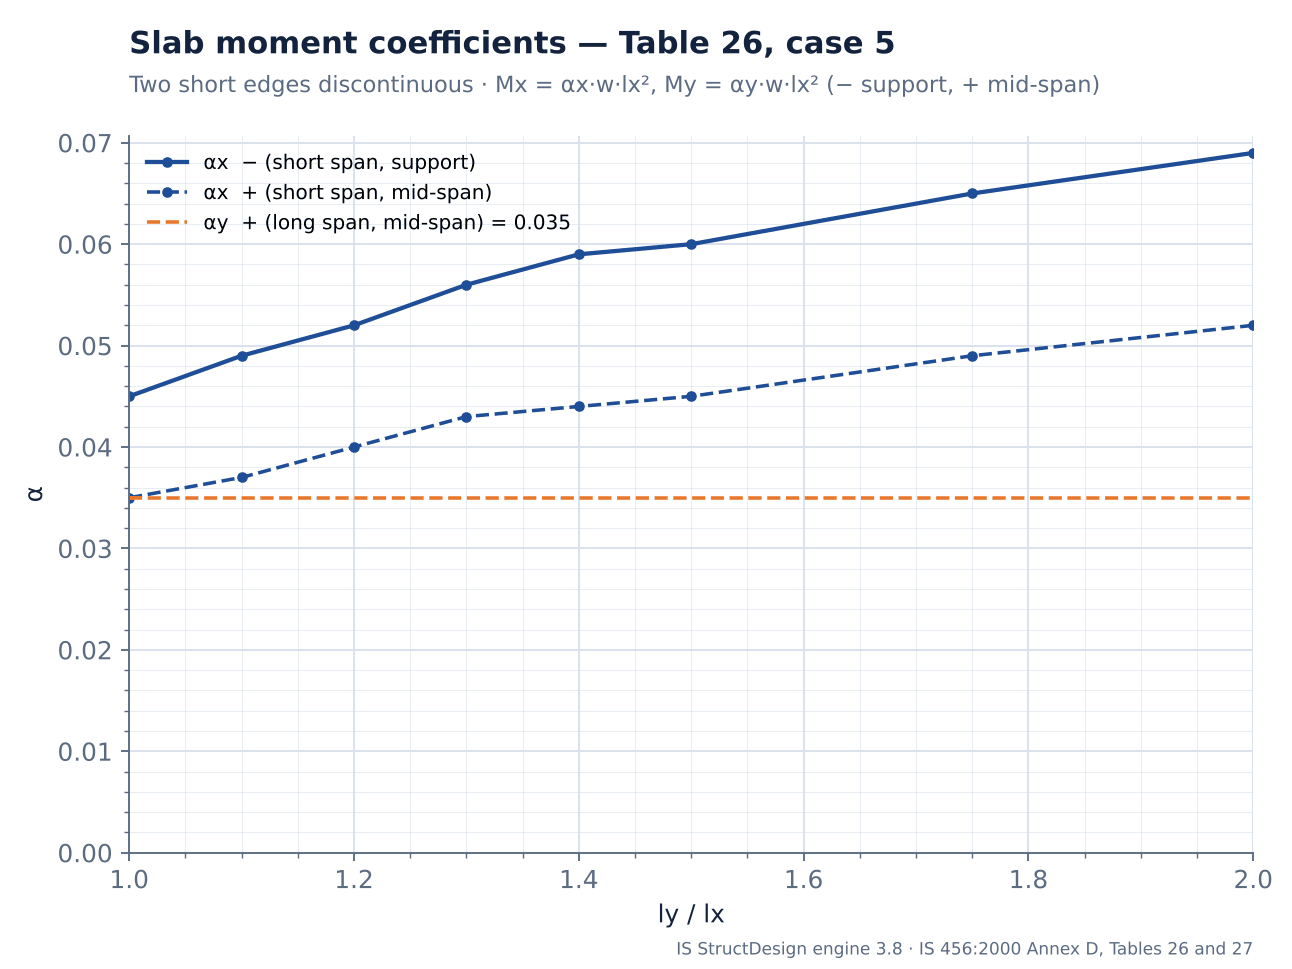 Slab moment coefficients — Table 26, case 5
Two short edges discontinuous · Mx = αx·w·lx², My = αy·w·lx² (− support, + mid-span)
αx − (short span, support)
αx + (short span, mid-span)
αy + (long span, mid-span) = 0.035
0.07
0.06
0.05
0.04
0.03
0.02
0.01
0.00
α
1.0 1.2 1.4 1.6 1.8 2.0
ly / lx
IS StructDesign engine 3.8 · IS 456:2000 Annex D, Tables 26 and 27